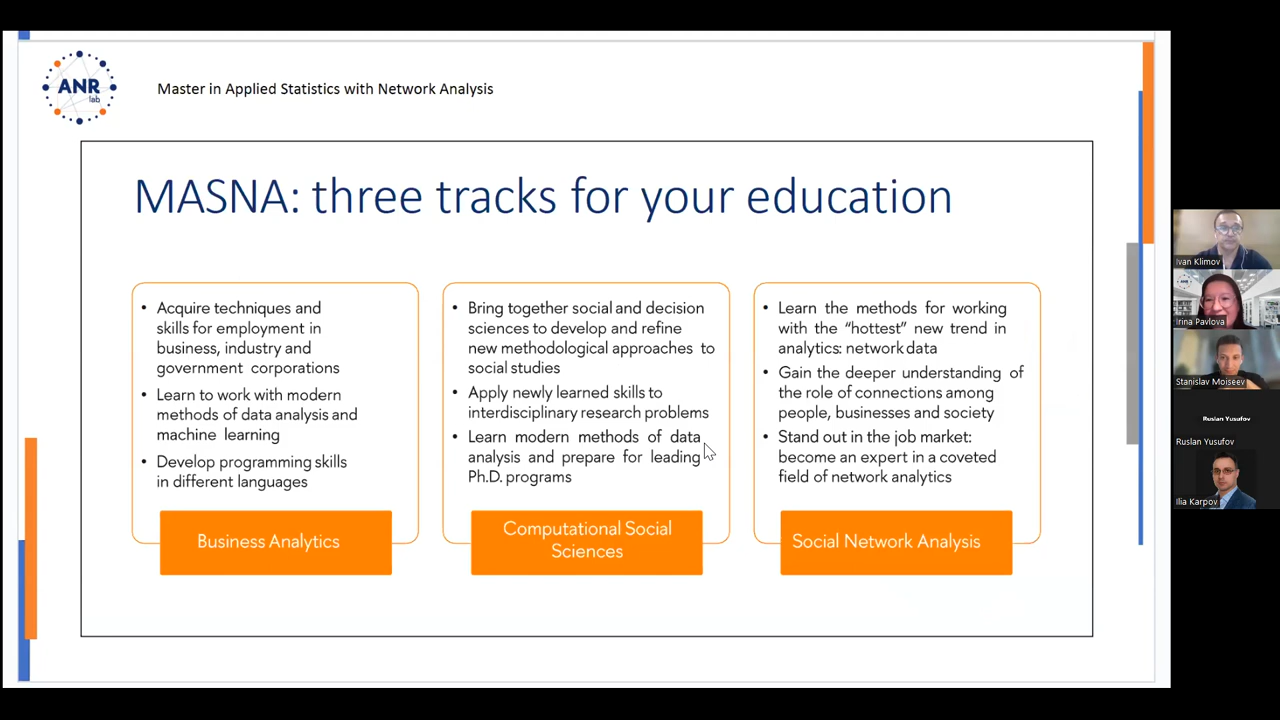 ANR
lab
Master in Applied Statistics with Network Analysis
MASNA: three tracks for your education
• Acquire techniques and
skills for employment in
business, industry and
government corporations
• Learn to work with modern
methods of data analysis and
machine learning
• Develop programming skills
in different languages
Business Analytics
• Bring together social and decision
sciences to develop and refine
new methodological approaches to
social studies
• Apply newly learned skills to
interdisciplinary research problems
• Learn modern methods of data
analysis and prepare for leading
Ph.D. programs
Computational Social
Sciences
• Learn the methods for working
with the “hottest” new trend in
analytics: network data
• Gain the deeper understanding of
the role of connections among
people, businesses and society
• Stand out in the job market:
become an expert in a coveted
field of network analytics
Social Network Analysis
Ivan Klimov
Irina Pavlova
Stanislav Moiseev
Ruslan Yusufov
Ruslan Yusufov
Ilia Karpov